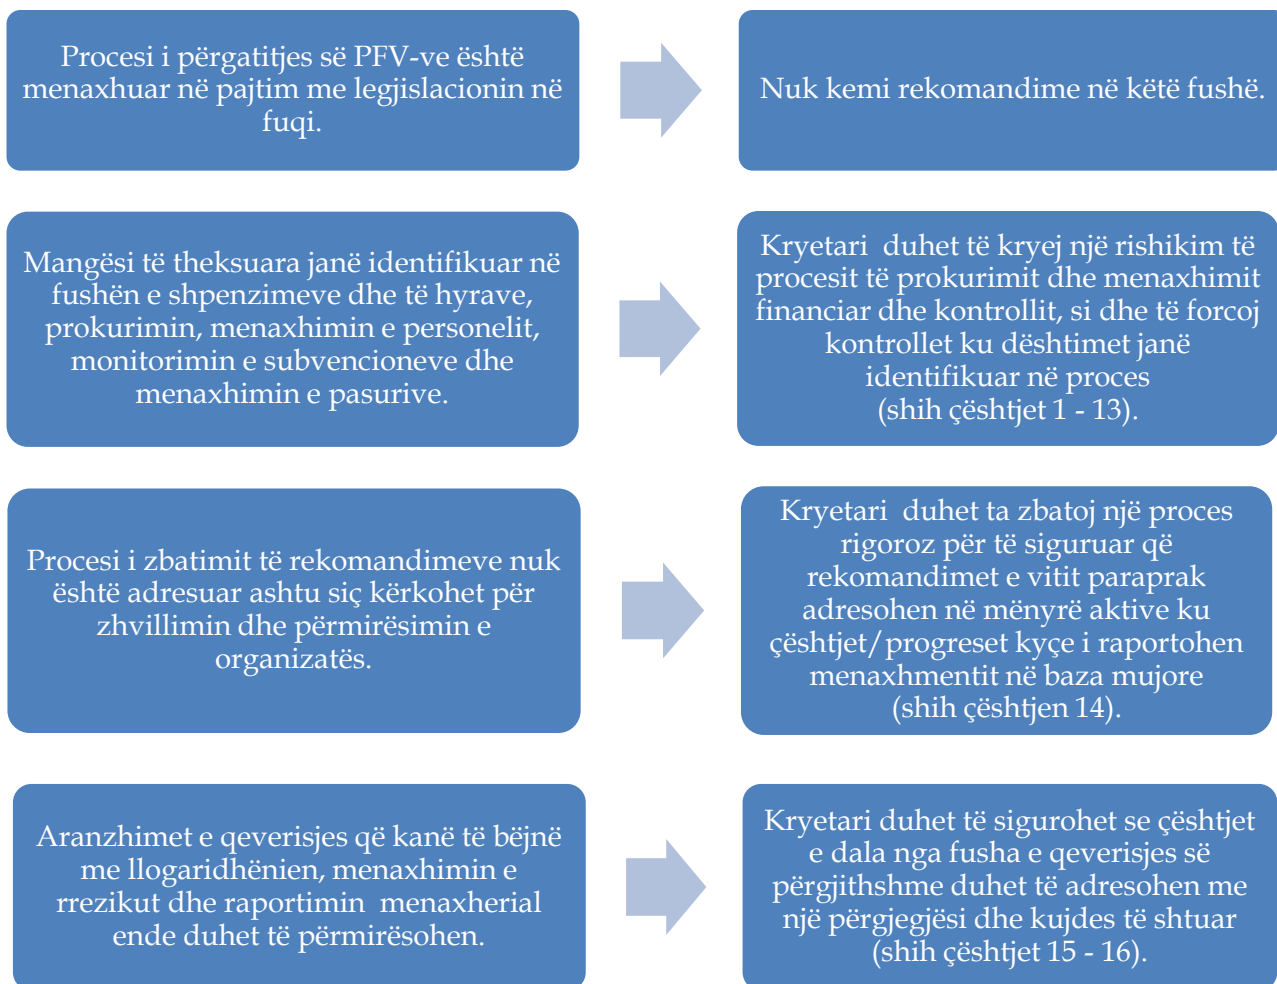 Procesi i përgatitjes së PFV-ve është
menaxhuar në pajtim me legjislacionin në
fuqi.
Nuk kemi rekomandime në këtë fushë.
Mangësi të theksuara janë identifikuar në
fushën e shpenzimeve dhe të hyrave,
prokurimin, menaxhimin e personelit,
monitorimin e subvencioneve dhe
menaxhimin e pasurive.
Kryetari duhet të kryej një rishikim të
procesit të prokurimit dhe menaxhimit
financiar dhe kontrollit, si dhe të forcoj
kontrollet ku dështimet janë
identifikuar në proces
(shih çështjet 1 - 13).
Procesi i zbatimit të rekomandimeve nuk
është adresuar ashtu siç kërkohet për
zhvillimin dhe përmirësimin e
organizatës.
Kryetari duhet ta zbatoj një proces
rigoroz për të siguruar që
rekomandimet e vitit paraprak
adresohen në mënyrë aktive ku
çështjet/progreset kyçe i raportohen
menaxhmentit në baza mujore
(shih çështjen 14).
Aranzhimet e qeverisjes që kanë të bëjnë
me llogaridhënien, menaxhimin e
rrezikut dhe raportimin menaxherial
ende duhet të përmirësohen.
Kryetari duhet të sigurohet se çështjet
e dala nga fusha e qeverisjes së
përgjithshme duhet të adresohen me
një përgjegjësi dhe kujdes të shtuar
(shih çështjet 15 - 16).